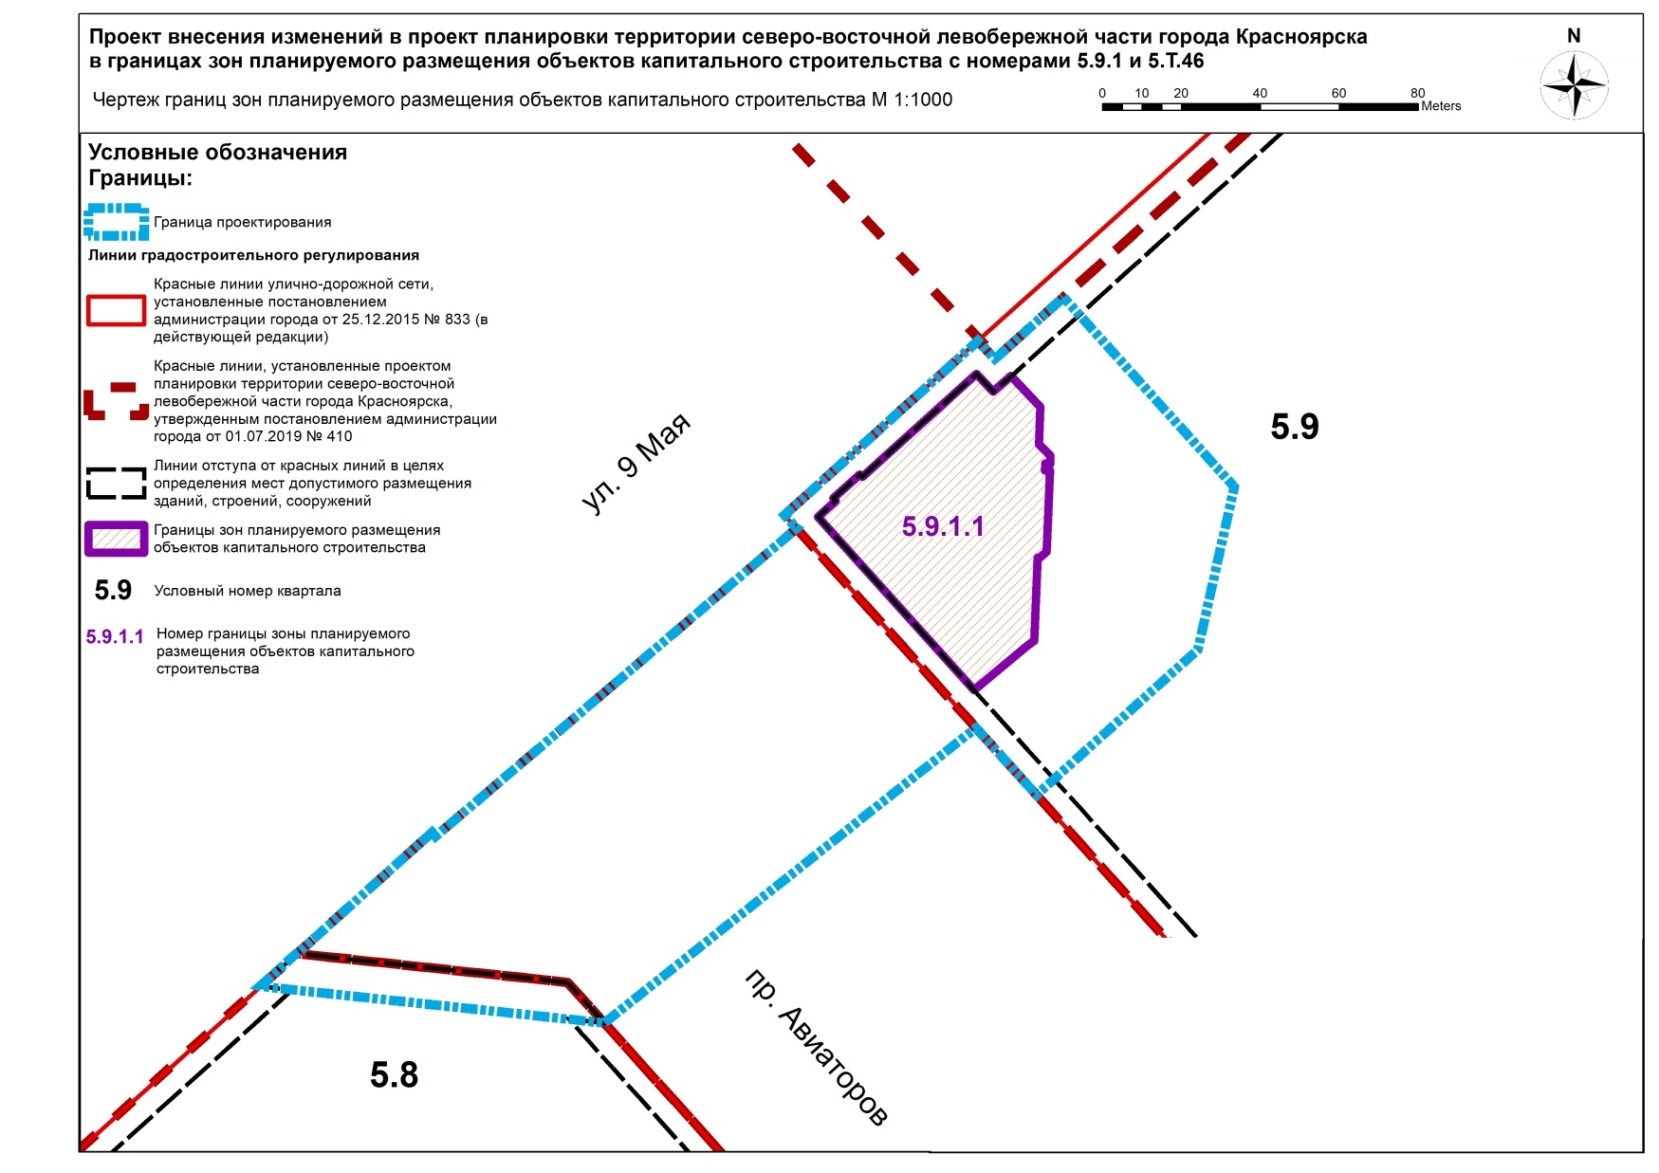 Проект внесения изменений в проект планировки территории северо-восточной левобережной части города Красноярска
в границах зон планируемого размещения объектов капитального строительства с номерами 5.9.1 и 5.Т.46
Чертеж границ зон планируемого размещения объектов капитального строительства М 1:1000
0 10 20 40 60 80
Meters
N
Условные обозначения
Границы:
Граница проектирования
Линии градостроительного регулирования
Красные линии улично-дорожной сети,
установленные постановлением
администрации города от 25.12.2015 № 833 (в
действующей редакции)
Красные линии, установленные проектом
планировки территории северо-восточной
левобережной части города Красноярска,
утвержденным постановлением администрации
города от 01.07.2019 № 410
Линии отступа от красных линий в целях
определения мест допустимого размещения
зданий, строений, сооружений
Границы зон планируемого размещения
объектов капитального строительства
5.9 Условный номер квартала
5.9.1.1 Номер границы зоны планируемого
размещения объектов капитального
строительства
ул. 9 Мая
5.9
5.9.1.1
пр. Авиаторов
5.8